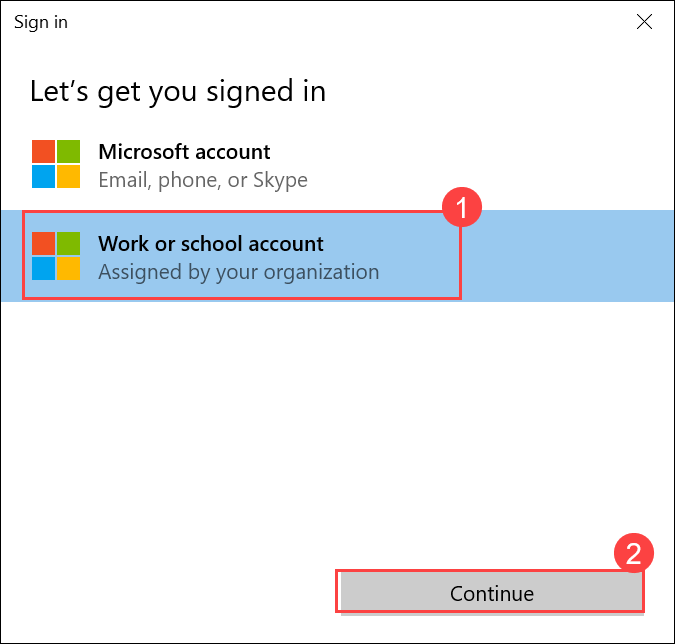 Sign in
Let's get you signed in
Microsoft account
Email, phone, or Skype
1
Work or school account
Assigned by your organization
2
Continue